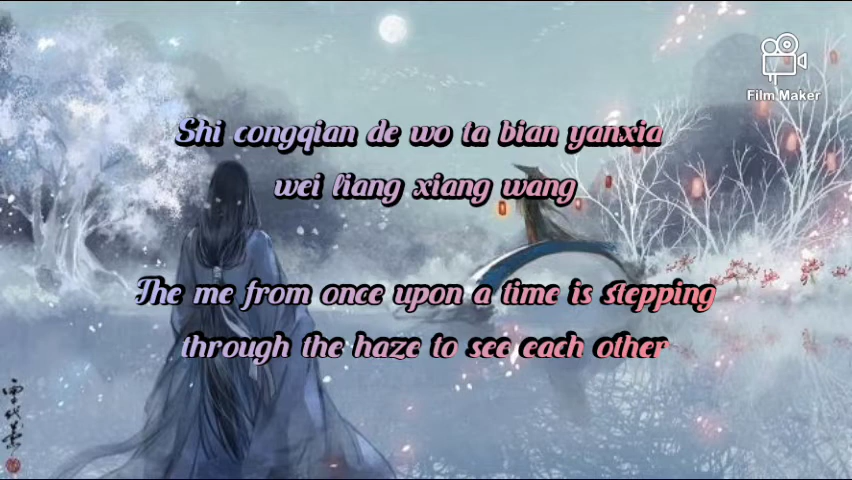 Film Maker
Shi congqian de wo ta bian yanxia
wei liang xiang wang
The me from once upon a time is stepping
through the haze to see each other